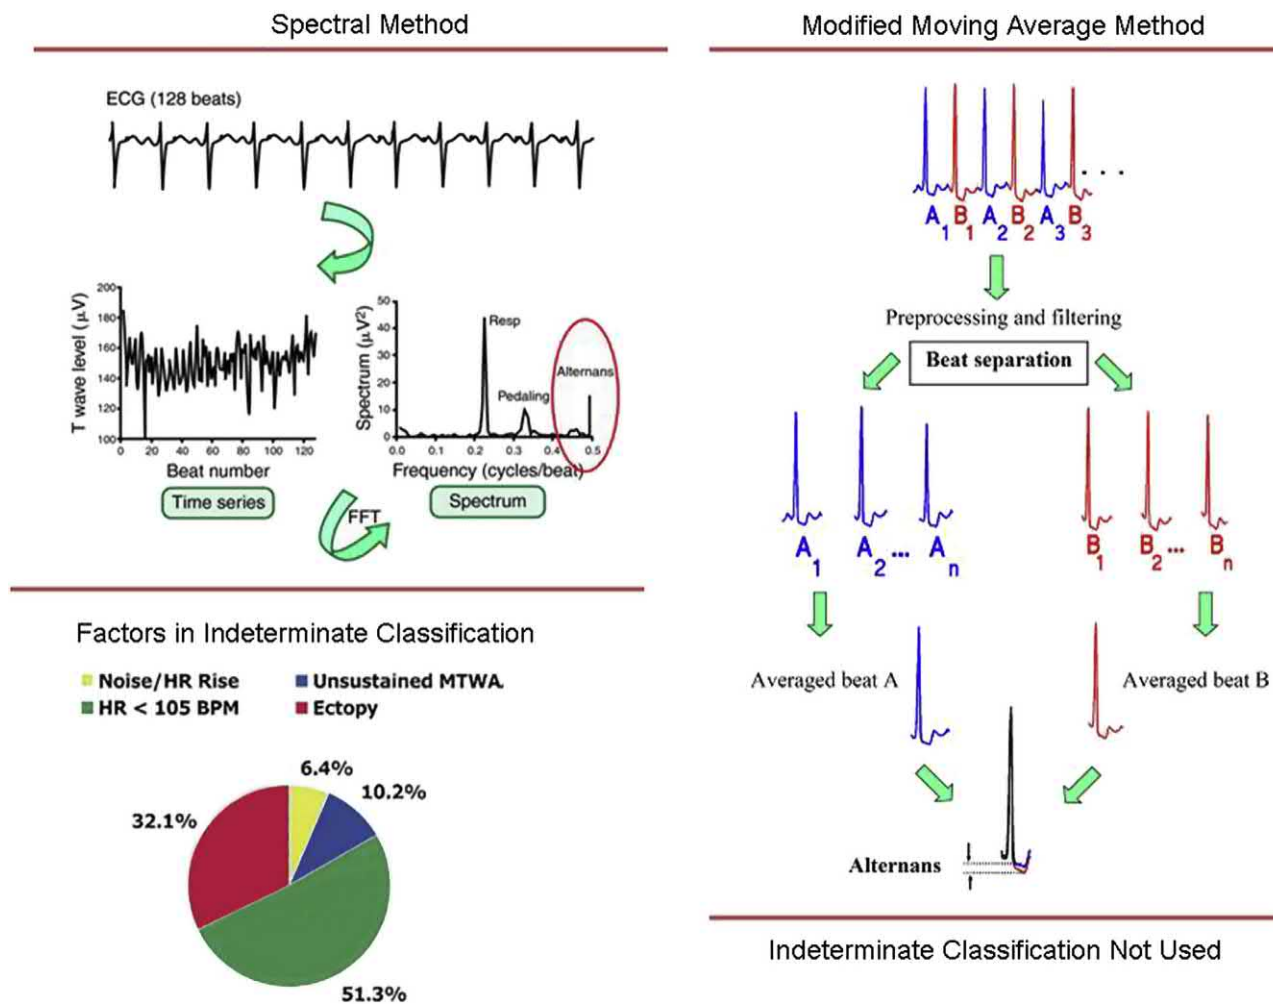 Spectral Method
ECG (128 beats)
T wave level (μV)
200
180
160
140
120
100
0 20 40 60 80 100 120
Beat number
Time series
Spectrum (μV²)
50
40
30
20
10
0
Resp
Pedaling
Alternans
0.0 0.1 0.2 0.3 0.4 0.5
Frequency (cycles/beat)
Spectrum
FFT
Factors in Indeterminate Classification
Noise/HR Rise
Unsustained MTWA.
HR < 105 BPM
Ectopy
6.4%
10.2%
32.1%
51.3%
Modified Moving Average Method
. . .
A1 B1 A2 B2 A3 B3
Preprocessing and filtering
Beat separation
A1 A2 ... An
B1 B2 ... Bn
Averaged beat A
Averaged beat B
Alternans
Indeterminate Classification Not Used